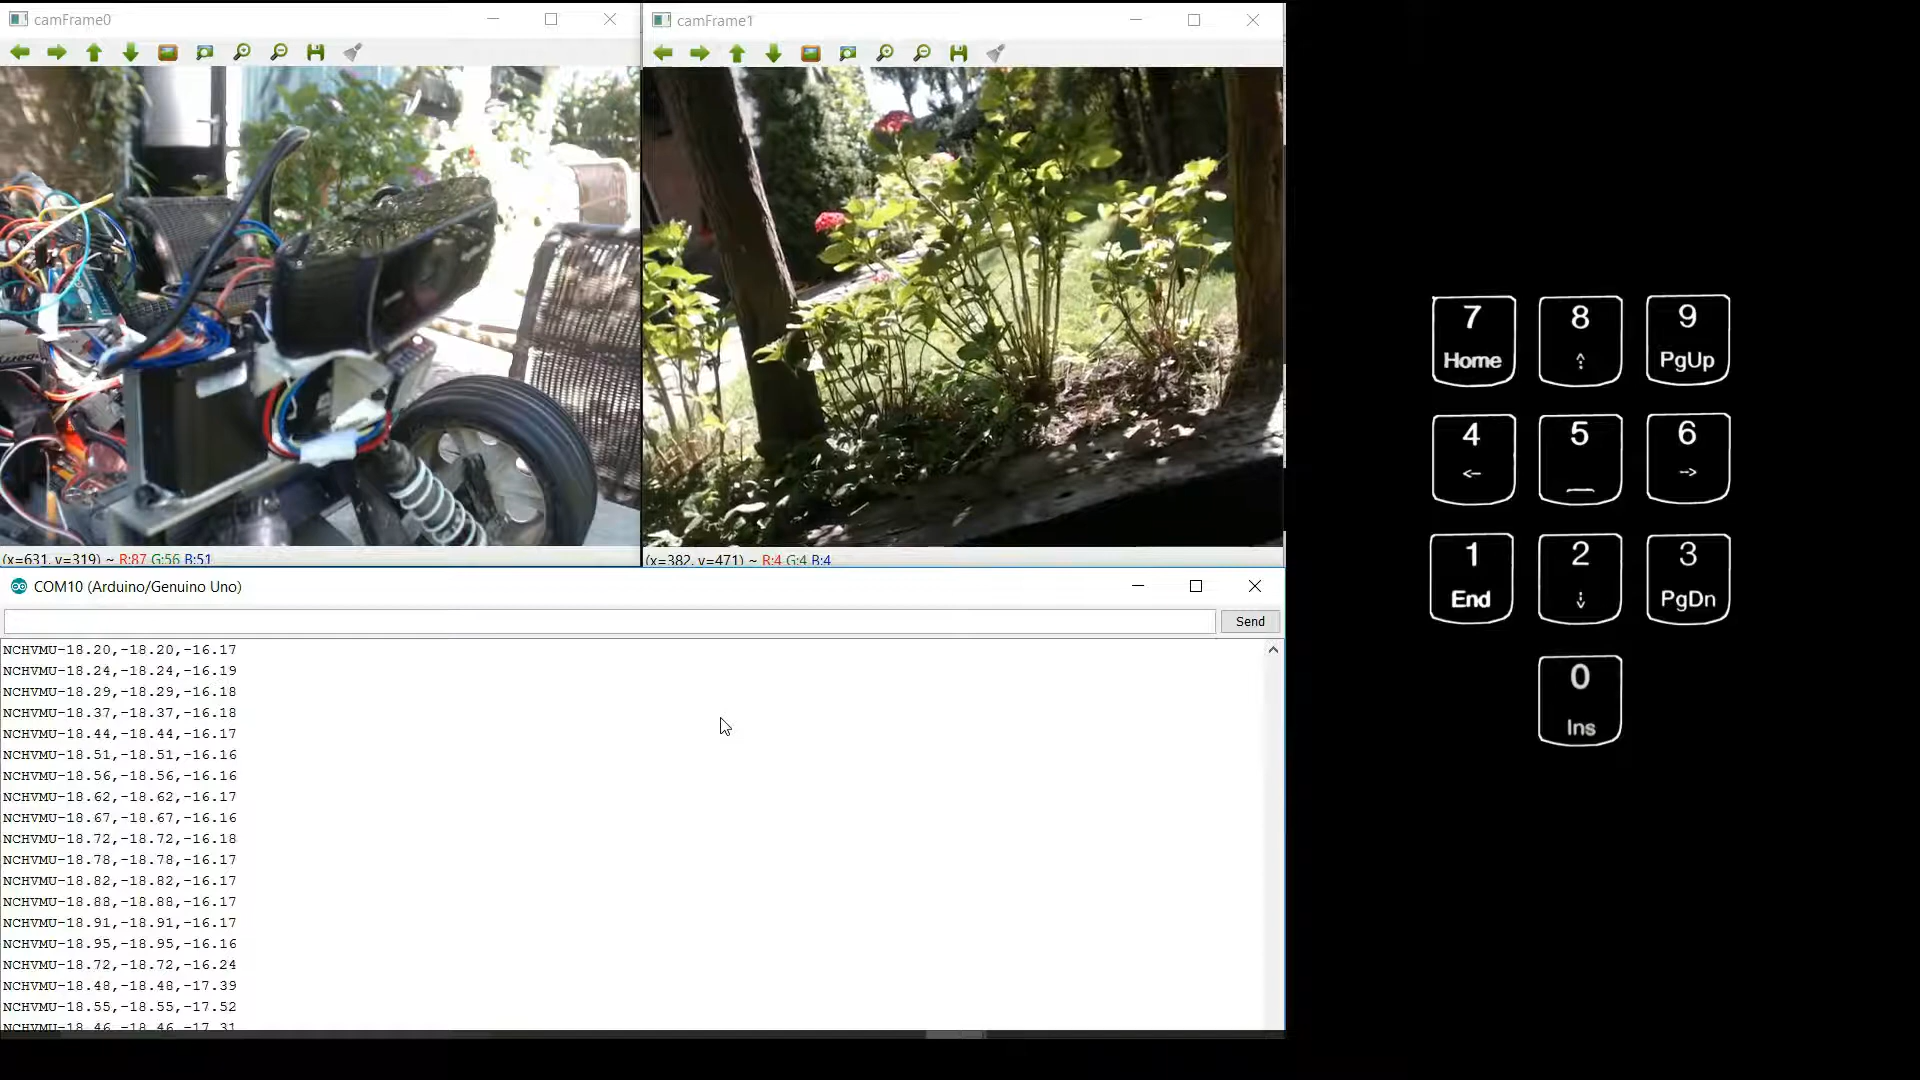 camFrame0
camFrame1
(x=631, y=319) ~ R:87 G:56 B:51
(x=382, y=471) ~ R:4 G:4 B:4
COM10 (Arduino/Genuino Uno)
Send
NCHVMU-18.20,-18.20,-16.17
NCHVMU-18.24,-18.24,-16.19
NCHVMU-18.29,-18.29,-16.18
NCHVMU-18.37,-18.37,-16.18
NCHVMU-18.44,-18.44,-16.17
NCHVMU-18.51,-18.51,-16.16
NCHVMU-18.56,-18.56,-16.16
NCHVMU-18.62,-18.62,-16.17
NCHVMU-18.67,-18.67,-16.16
NCHVMU-18.72,-18.72,-16.18
NCHVMU-18.78,-18.78,-16.17
NCHVMU-18.82,-18.82,-16.17
NCHVMU-18.88,-18.88,-16.17
NCHVMU-18.91,-18.91,-16.17
NCHVMU-18.95,-18.95,-16.16
NCHVMU-18.72,-18.72,-16.24
NCHVMU-18.48,-18.48,-17.39
NCHVMU-18.55,-18.55,-17.52
NCHVMU-18.46,-18.46,-17.31
7 8 9
Home PgUp
4 5 6
<- -->
1 2 3
End PgDn
0
Ins